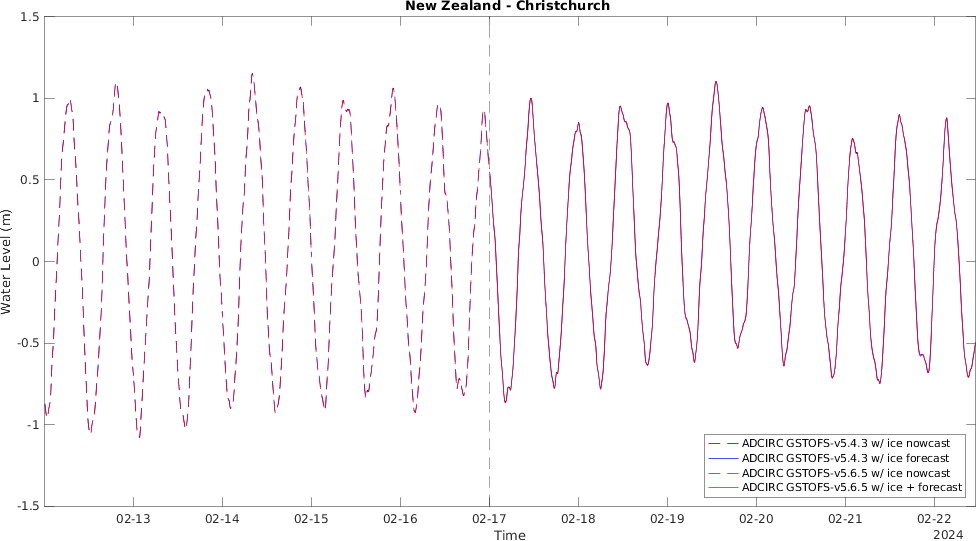 New Zealand - Christchurch
1.5
1
0.5
0
-0.5
-1
-1.5
Water Level (m)
02-13 02-14 02-15 02-16 02-17 02-18 02-19 02-20 02-21 02-22
Time
2024
ADCIRC GSTOFS-v5.4.3 w/ ice nowcast
ADCIRC GSTOFS-v5.4.3 w/ ice forecast
ADCIRC GSTOFS-v5.6.5 w/ ice nowcast
ADCIRC GSTOFS-v5.6.5 w/ ice + forecast